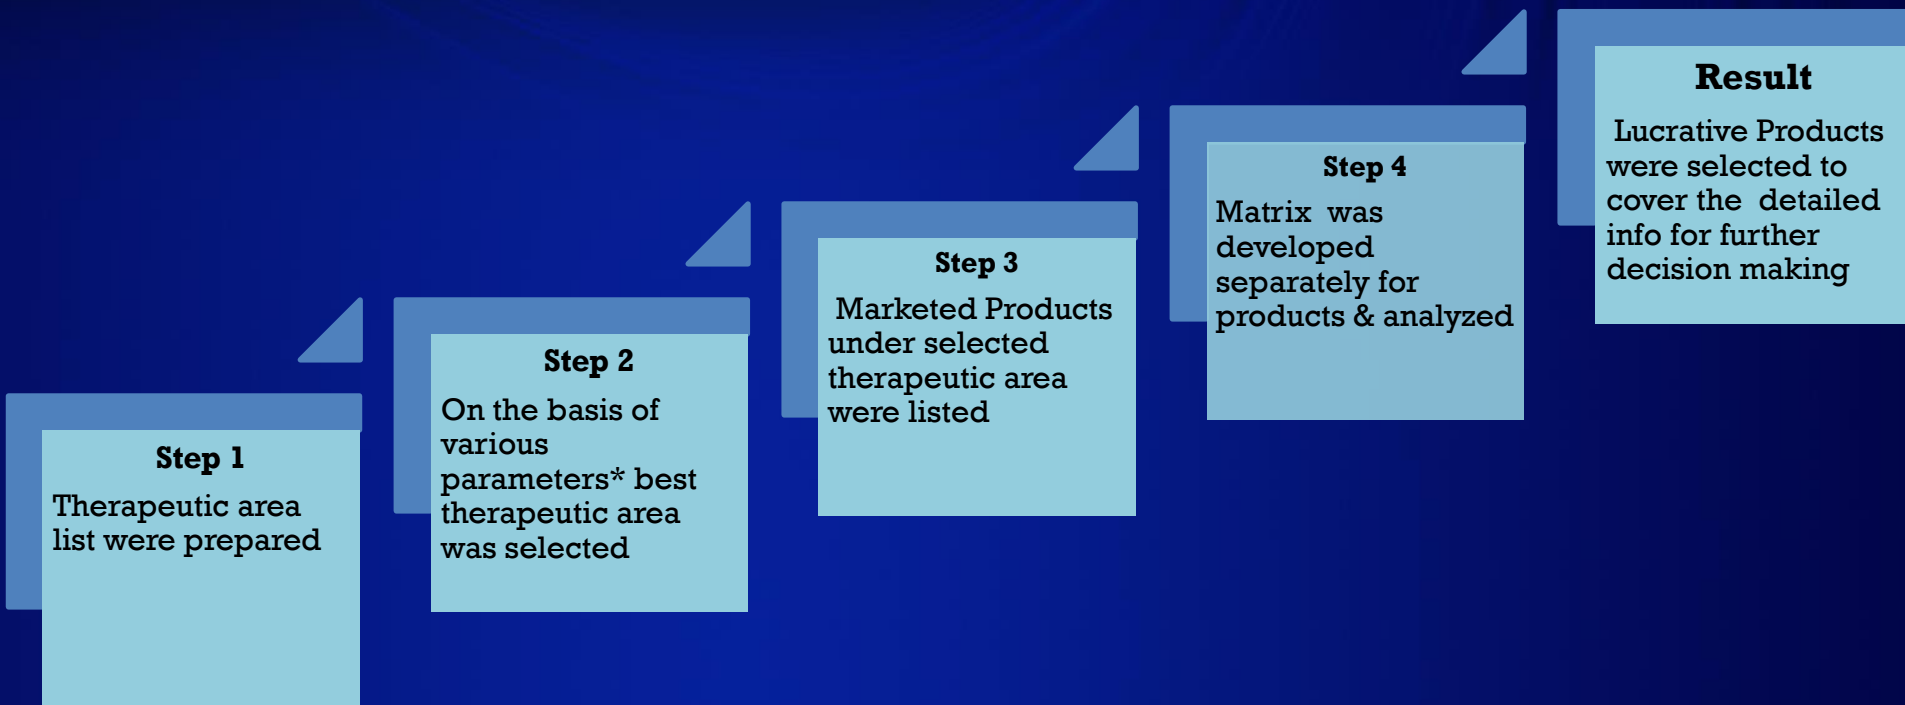 Step 1
Therapeutic area
list were prepared
Step 2
On the basis of
various
parameters* best
therapeutic area
was selected
Step 3
Marketed Products
under selected
therapeutic area
were listed
Step 4
Matrix was
developed
separately for
products & analyzed
Result
Lucrative Products
were selected to
cover the detailed
info for further
decision making